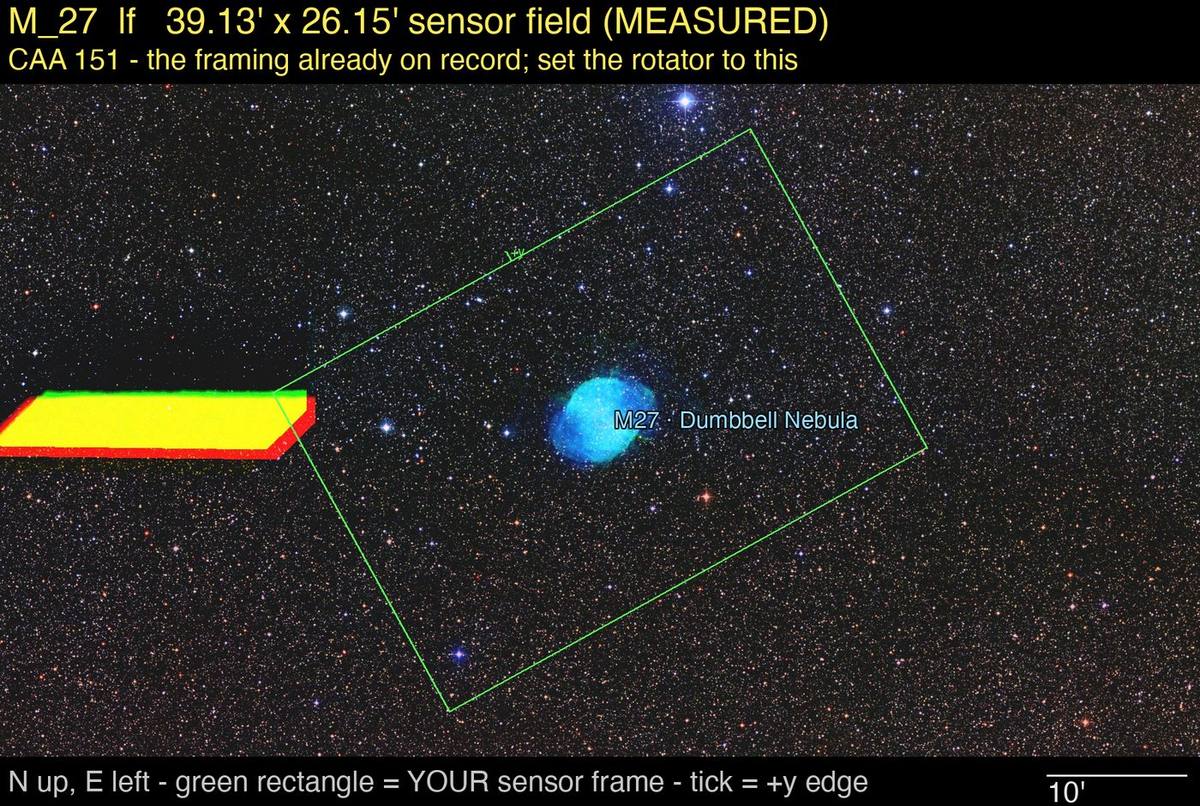 M_27 lf 39.13' x 26.15' sensor field (MEASURED)
CAA 151 - the framing already on record; set the rotator to this
+y
M27 · Dumbbell Nebula
N up, E left - green rectangle = YOUR sensor frame - tick = +y edge
10'